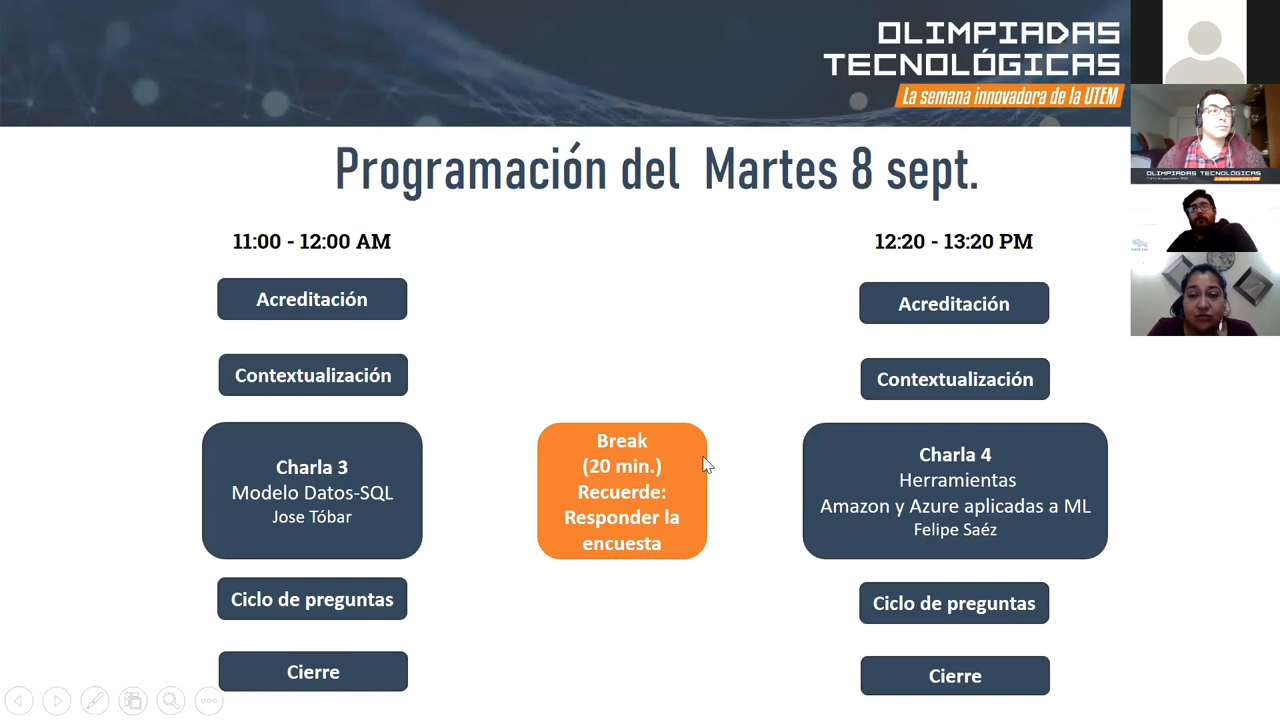 OLIMPIADAS
TECNOLÓGICAS
La semana innovadora de la UTEM
OLIMPIADAS TECNOLÓGICAS
Programación del Martes 8 sept.
11:00 - 12:00 AM
Acreditación
Contextualización
Charla 3
Modelo Datos-SQL
Jose Tóbar
Ciclo de preguntas
Cierre
Break
(20 min.)
Recuerde:
Responder la
encuesta
12:20 - 13:20 PM
Acreditación
Contextualización
Charla 4
Herramientas
Amazon y Azure aplicadas a ML
Felipe Saéz
Ciclo de preguntas
Cierre